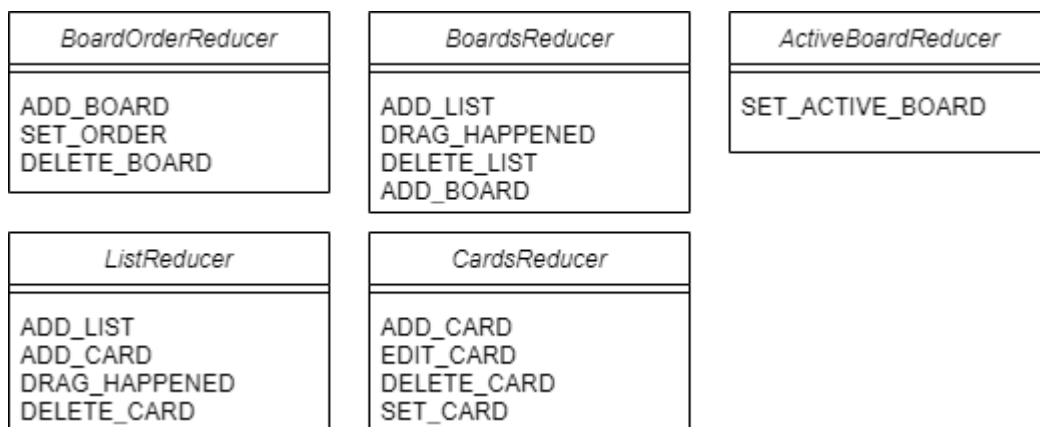 BoardOrderReducer
ADD_BOARD
SET_ORDER
DELETE_BOARD
BoardsReducer
ADD_LIST
DRAG_HAPPENED
DELETE_LIST
ADD_BOARD
ActiveBoardReducer
SET_ACTIVE_BOARD
ListReducer
ADD_LIST
ADD_CARD
DRAG_HAPPENED
DELETE_CARD
CardsReducer
ADD_CARD
EDIT_CARD
DELETE_CARD
SET_CARD